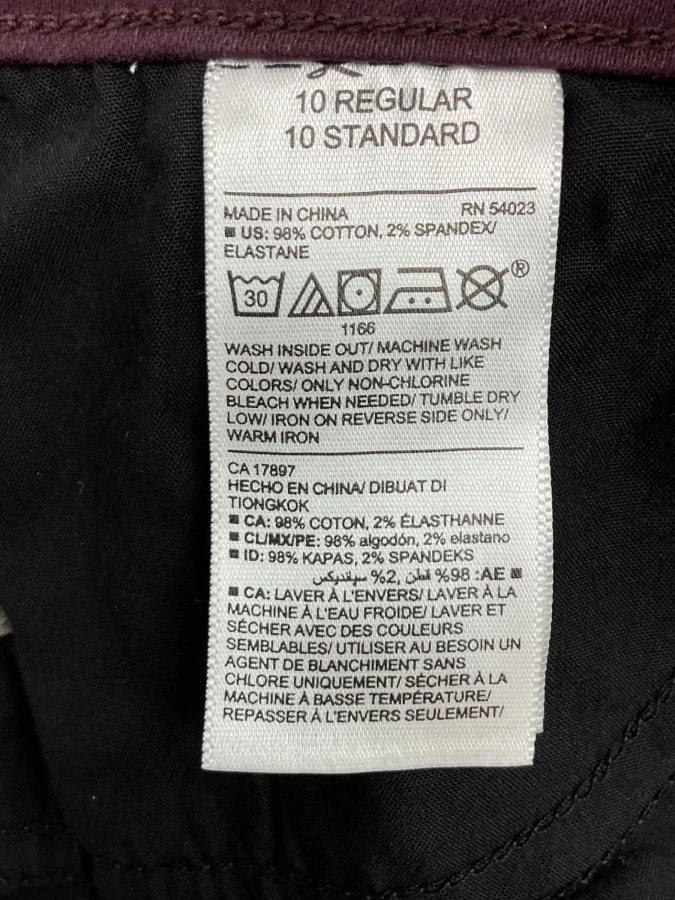 10 REGULAR
10 STANDARD
MADE IN CHINA RN 54023
■ US: 98% COTTON, 2% SPANDEX/
ELASTANE
30 ®
1166
WASH INSIDE OUT/ MACHINE WASH
COLD/ WASH AND DRY WITH LIKE
COLORS/ ONLY NON-CHLORINE
BLEACH WHEN NEEDED/ TUMBLE DRY
LOW/ IRON ON REVERSE SIDE ONLY/
WARM IRON
CA 17897
HECHO EN CHINA/ DIBUAT DI
TIONGKOK
■ CA: 98% COTON, 2% ÉLASTHANNE
■ CL/MX/PE: 98% algodón, 2% elastano
■ ID: 98% KAPAS, 2% SPANDEKS
■ AE: 98% قطن, 2% سباندیکس
■ CA: LAVER À L'ENVERS/ LAVER À LA
MACHINE À L'EAU FROIDE/ LAVER ET
SÉCHER AVEC DES COULEURS
SEMBLABLES/ UTILISER AU BESOIN UN
AGENT DE BLANCHIMENT SANS
CHLORE UNIQUEMENT/ SÉCHER À LA
MACHINE À BASSE TEMPÉRATURE/
REPASSER À L'ENVERS SEULEMENT/